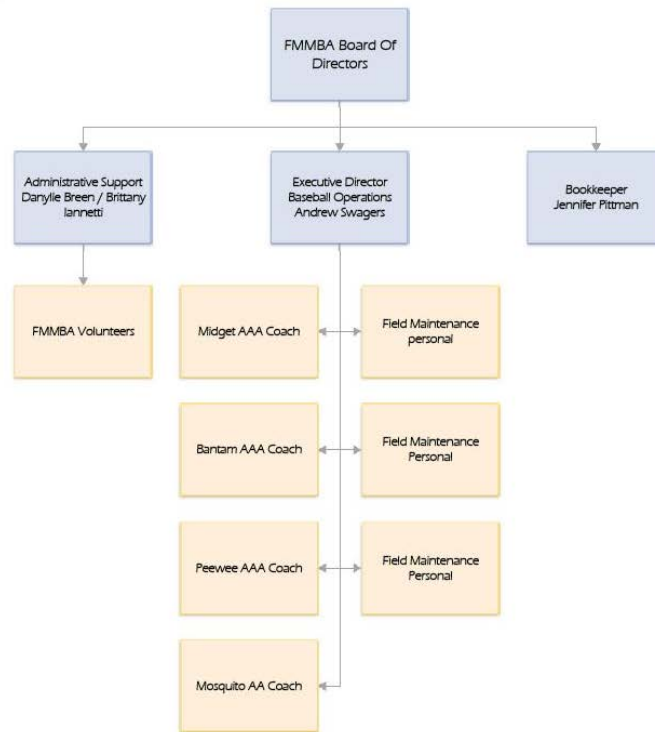 FMMBA Board Of
Directors
Administrative Support
Danylie Breen / Brittany
Iannetti
Executive Director
Baseball Operations
Andrew Swagers
Bookkeeper
Jennifer Pittman
FMMBA Volunteers
Midget AAA Coach
Field Maintenance
personal
Bantam AAA Coach
Field Maintenance
Personal
Peewee AAA Coach
Field Maintenance
Personal
Mosquito AA Coach